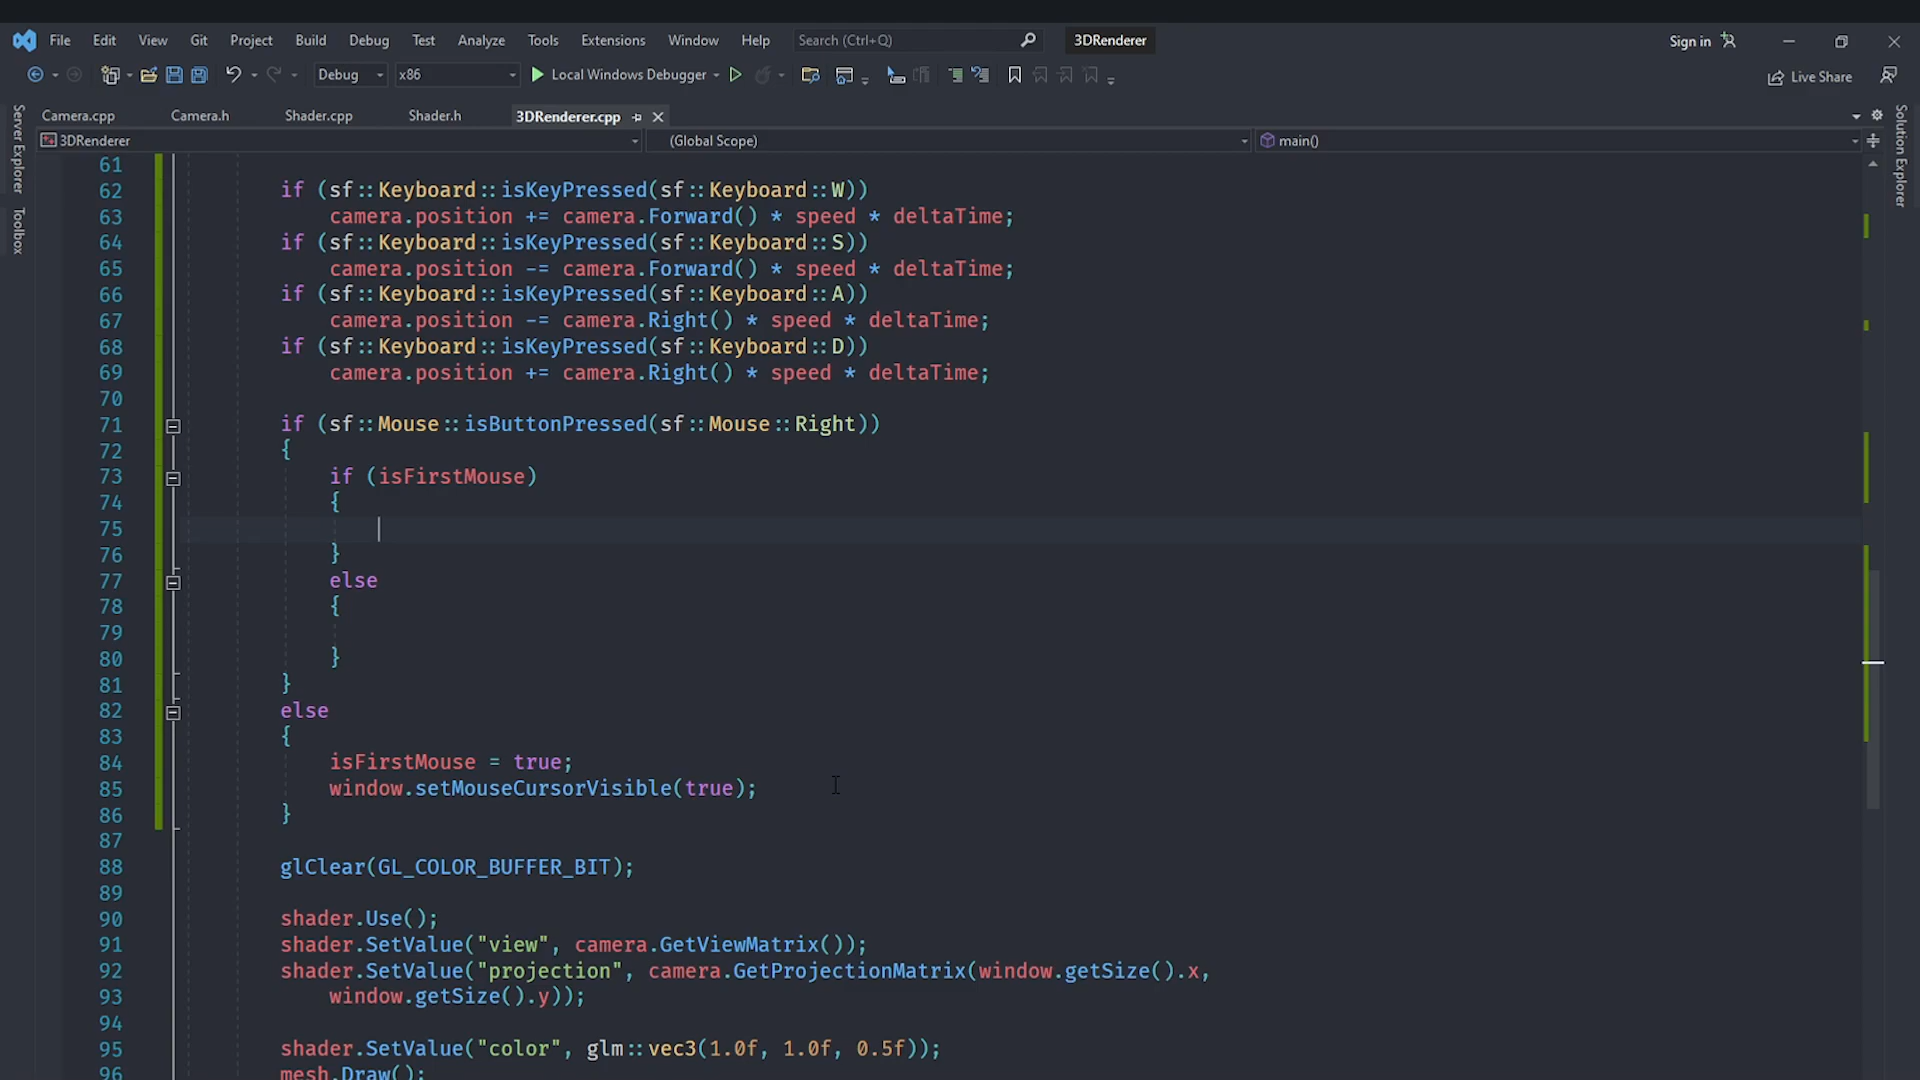 File Edit View Git Project Build Debug Test Analyze Tools Extensions Window Help Search (Ctrl+Q) 3DRenderer Sign in
Debug x86 Local Windows Debugger Live Share
Camera.cpp Camera.h Shader.cpp Shader.h 3DRenderer.cpp
3DRenderer (Global Scope) main()
Server Explorer
Toolbox
Solution Explorer
61
62 if (sf::Keyboard::isKeyPressed(sf::Keyboard::W))
63 camera.position += camera.Forward() * speed * deltaTime;
64 if (sf::Keyboard::isKeyPressed(sf::Keyboard::S))
65 camera.position -= camera.Forward() * speed * deltaTime;
66 if (sf::Keyboard::isKeyPressed(sf::Keyboard::A))
67 camera.position -= camera.Right() * speed * deltaTime;
68 if (sf::Keyboard::isKeyPressed(sf::Keyboard::D))
69 camera.position += camera.Right() * speed * deltaTime;
70
71 if (sf::Mouse::isButtonPressed(sf::Mouse::Right))
72 {
73 if (isFirstMouse)
74 {
75
76 }
77 else
78 {
79
80 }
81 }
82 else
83 {
84 isFirstMouse = true;
85 window.setMouseCursorVisible(true);
86 }
87
88 glClear(GL_COLOR_BUFFER_BIT);
89
90 shader.Use();
91 shader.SetValue("view", camera.GetViewMatrix());
92 shader.SetValue("projection", camera.GetProjectionMatrix(window.getSize().x,
93 window.getSize().y));
94
95 shader.SetValue("color", glm::vec3(1.0f, 1.0f, 0.5f));
96 mesh.Draw();